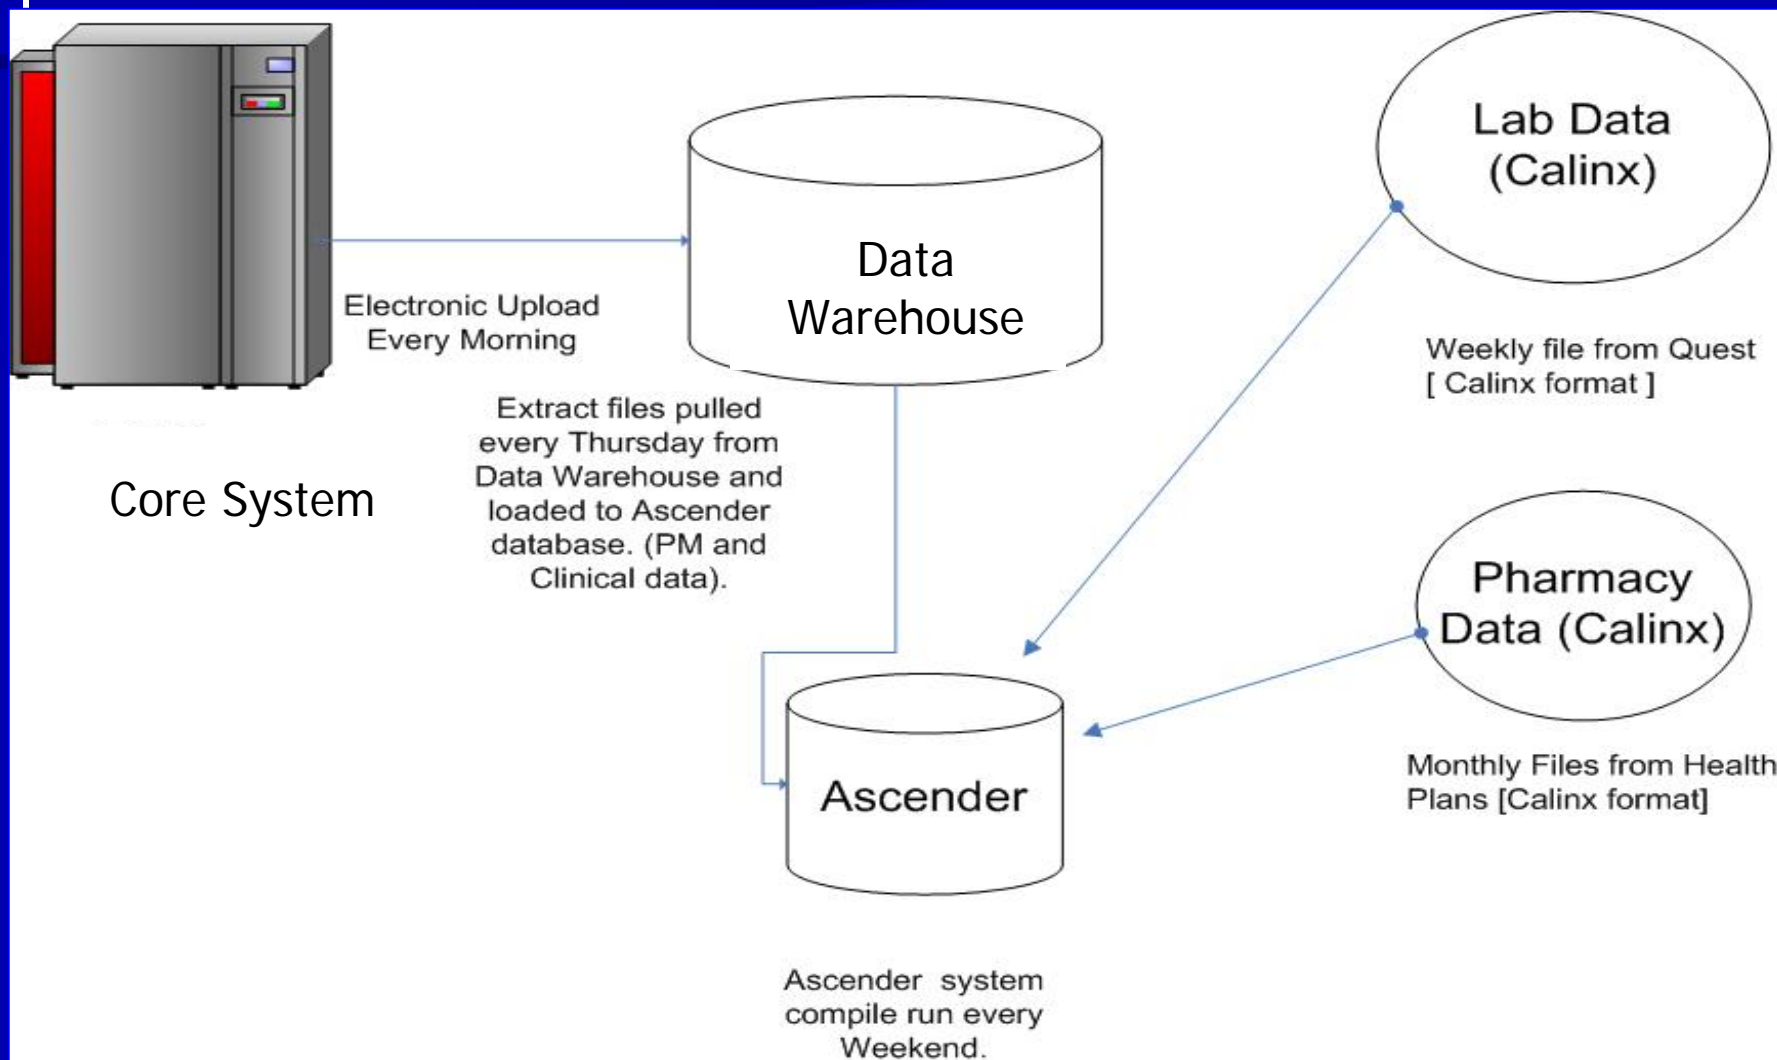 Core System
Electronic Upload
Every Morning
Data
Warehouse
Extract files pulled
every Thursday from
Data Warehouse and
loaded to Ascender
database. (PM and
Clinical data).
Lab Data
(Calinx)
Weekly file from Quest
[ Calinx format ]
Pharmacy
Data (Calinx)
Monthly Files from Health
Plans [Calinx format]
Ascender
Ascender system
compile run every
Weekend.